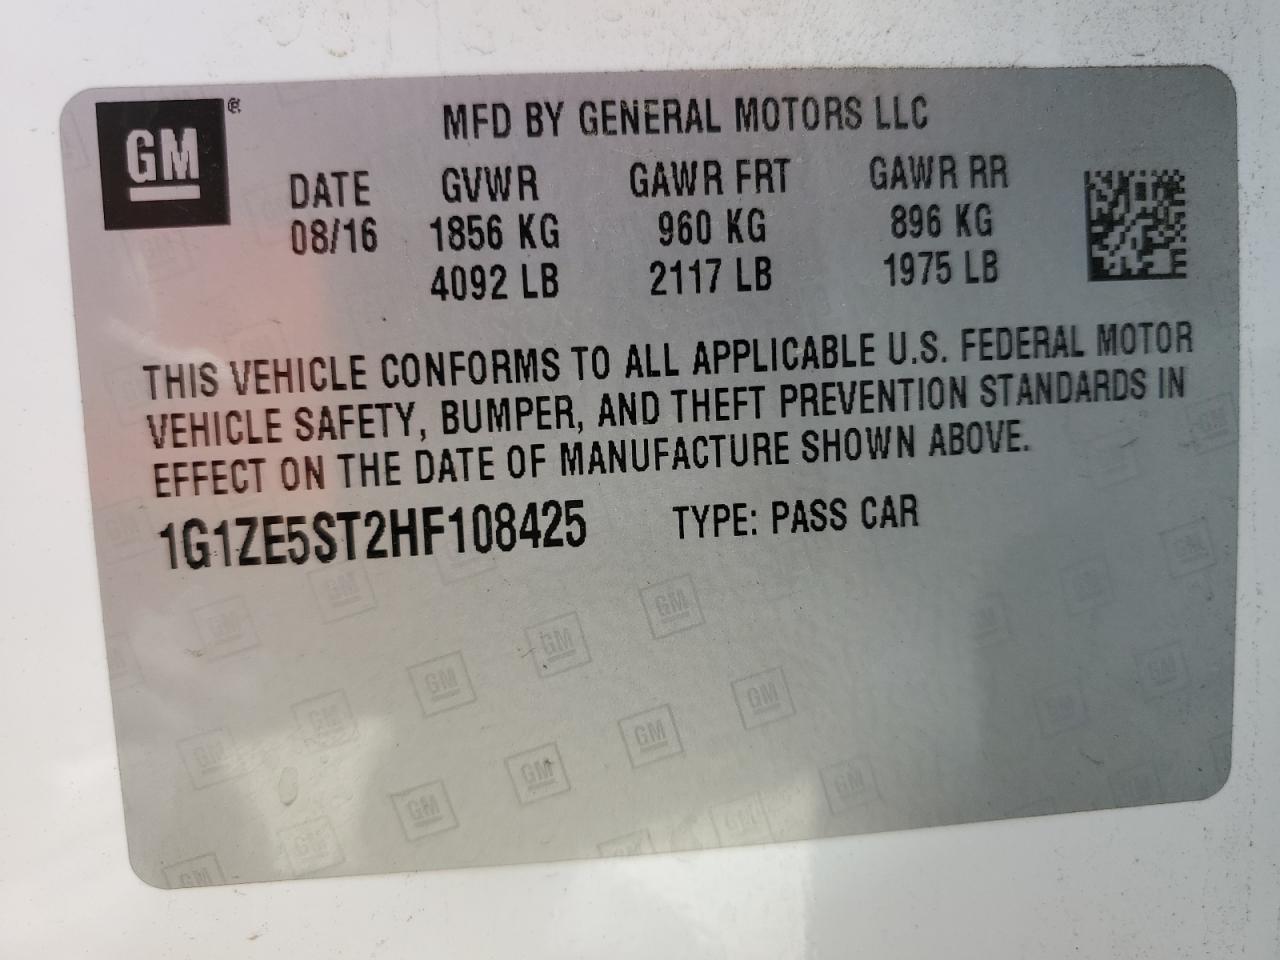 GM®
MFD BY GENERAL MOTORS LLC
DATE GVWR GAWR FRT GAWR RR
08/16 1856 KG 960 KG 896 KG
4092 LB 2117 LB 1975 LB
THIS VEHICLE CONFORMS TO ALL APPLICABLE U.S. FEDERAL MOTOR
VEHICLE SAFETY, BUMPER, AND THEFT PREVENTION STANDARDS IN
EFFECT ON THE DATE OF MANUFACTURE SHOWN ABOVE.
1G1ZE5ST2HF108425 TYPE: PASS CAR